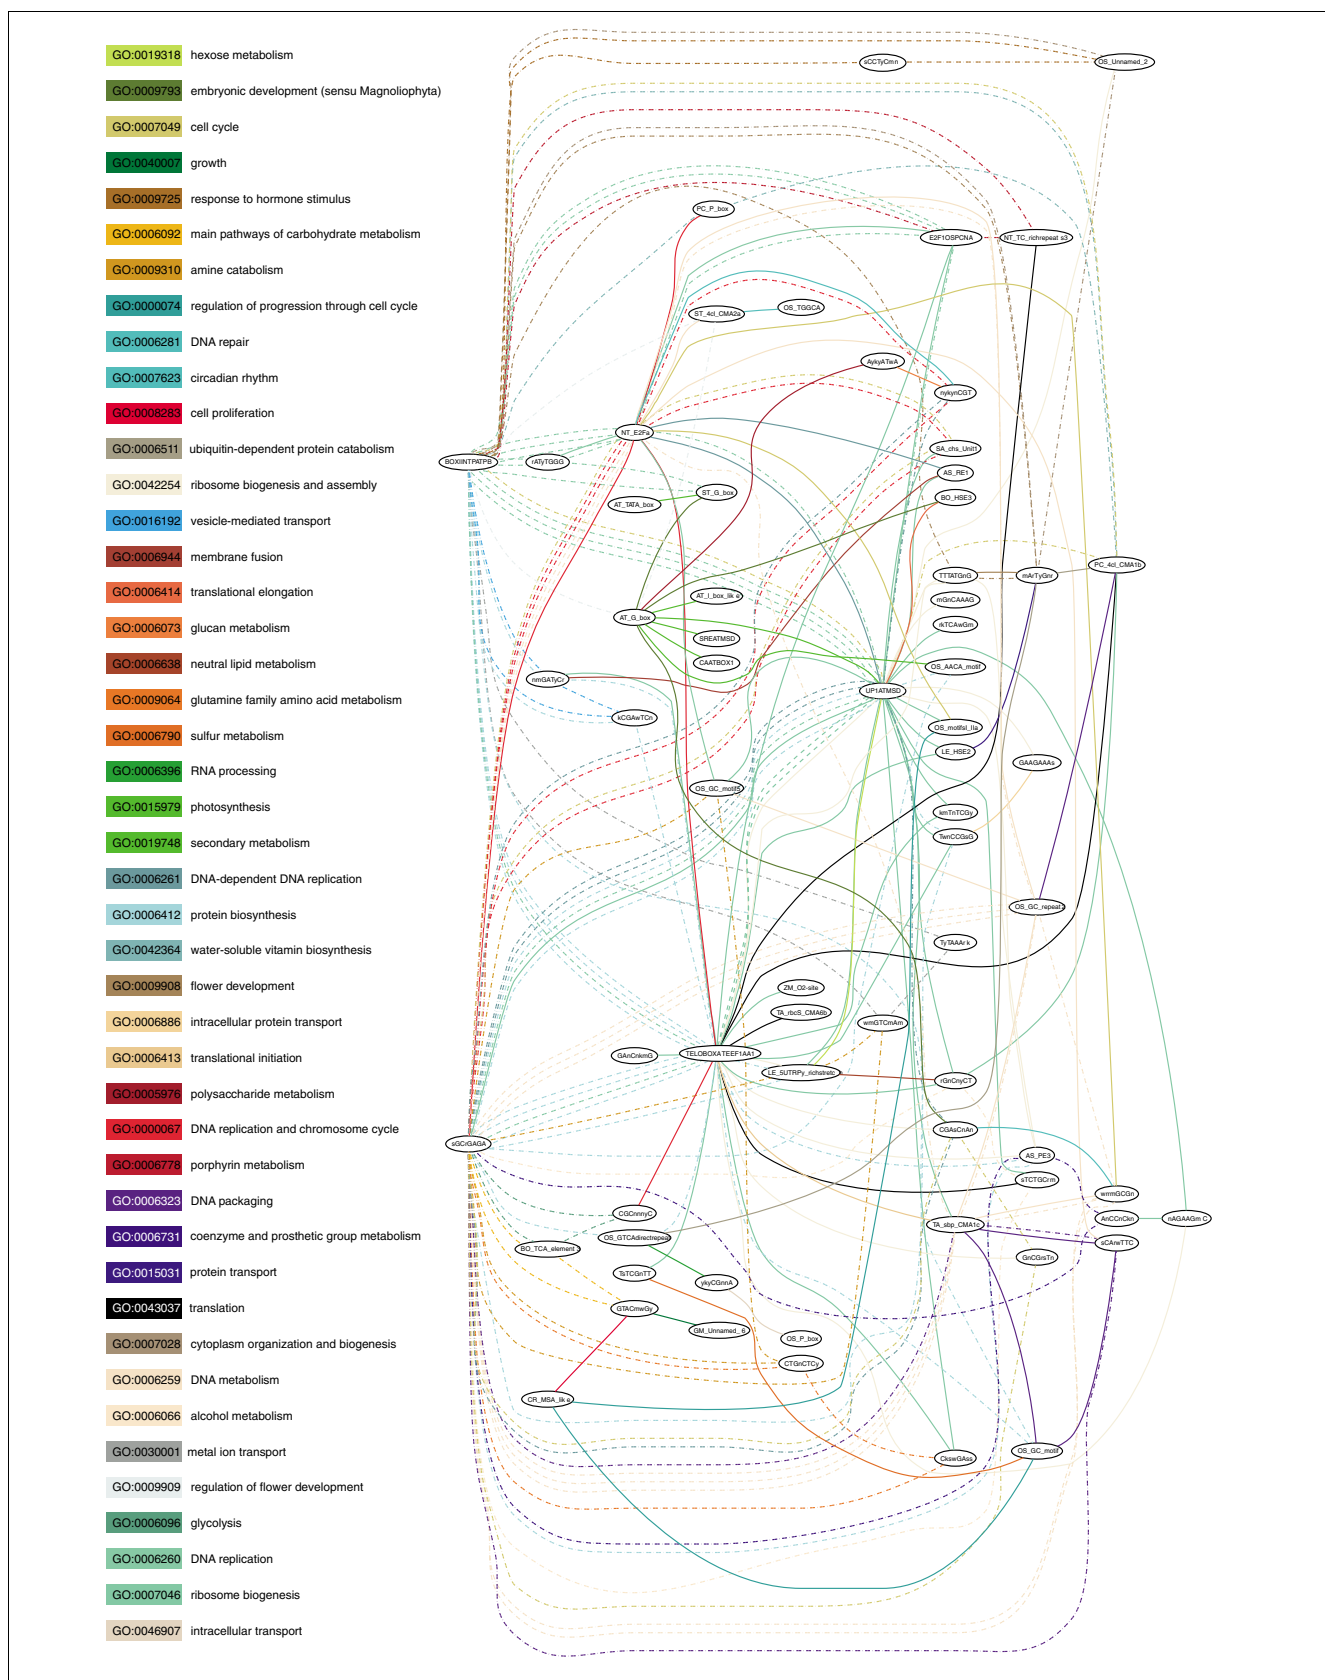 GO:0019318 hexose metabolism
GO:0009793 embryonic development (sensu Magnoliophyta)
GO:0007049 cell cycle
GO:0040007 growth
GO:0009725 response to hormone stimulus
GO:0006092 main pathways of carbohydrate metabolism
GO:0009310 amine catabolism
GO:0000074 regulation of progression through cell cycle
GO:0006281 DNA repair
GO:0007623 circadian rhythm
GO:0008283 cell proliferation
GO:0006511 ubiquitin-dependent protein catabolism
GO:0042254 ribosome biogenesis and assembly
GO:0016192 vesicle-mediated transport
GO:0006944 membrane fusion
GO:0006414 translational elongation
GO:0006073 glucan metabolism
GO:0006638 neutral lipid metabolism
GO:0009064 glutamine family amino acid metabolism
GO:0006790 sulfur metabolism
GO:0006396 RNA processing
GO:0015979 photosynthesis
GO:0019748 secondary metabolism
GO:0006261 DNA-dependent DNA replication
GO:0006412 protein biosynthesis
GO:0042364 water-soluble vitamin biosynthesis
GO:0009908 flower development
GO:0006886 intracellular protein transport
GO:0006413 translational initiation
GO:0005976 polysaccharide metabolism
GO:0000067 DNA replication and chromosome cycle
GO:0006778 porphyrin metabolism
GO:0006323 DNA packaging
GO:0006731 coenzyme and prosthetic group metabolism
GO:0015031 protein transport
GO:0043037 translation
GO:0007028 cytoplasm organization and biogenesis
GO:0006259 DNA metabolism
GO:0006066 alcohol metabolism
GO:0030001 metal ion transport
GO:0009909 regulation of flower development
GO:0006096 glycolysis
GO:0006260 DNA replication
GO:0007046 ribosome biogenesis
GO:0046907 intracellular transport
sCCTyCmn
OS_Unnamed_2
PC_P_box
E2F1OSPCNA
NT_TC_richrepeat s3
ST_4cl_CMA2a
OS_TGGCA
AykyATwA
nykynCGT
NT_E2Fa
SA_chs_Unit1
BOXIINTPATPB
rATyTGGG
AS_RE1
ST_G_box
BO_HSE3
AT_TATA_box
PC_4cl_CMA1b
TTTATGnG
mArTyGnr
AT_I_box_lik e
mGnCAAAG
AT_G_box
rkTCAwGm
SREATMSD
CAATBOX1
OS_AACA_motif
nmGATyCr
UP1ATMSD
kCGAwTCn
OS_motifsI_IIa
LE_HSE2
GAAGAAAs
OS_GC_motif5
kmTnTCGy
TwnCCGsG
OS_GC_repeat2
TyTAAAr k
ZM_O2-site
TA_rbcS_CMA6b
wmGTCmAm
GAnCnkmG
TELOBOXATEEF1AA1
LE_5UTRPy_richstretc
rGnCnyCT
CGAsCnAn
sGCrGAGA
AS_PE3
sTCTGCrm
wnmGCGn
CGCnnnyC
AnCCnCkn
nAGAAGm C
TA_sbp_CMA1c
OS_GTCAdirectrepeat
sCArwTTC
BO_TCA_element 3
GnCGrsTn
TsTCGnTT
ykyCGnnA
GTACmwGy
GM_Unnamed_ 6
OS_P_box
CTGnCTCy
CR_MSA_lik e
OS_GC_motif
CkswGAss